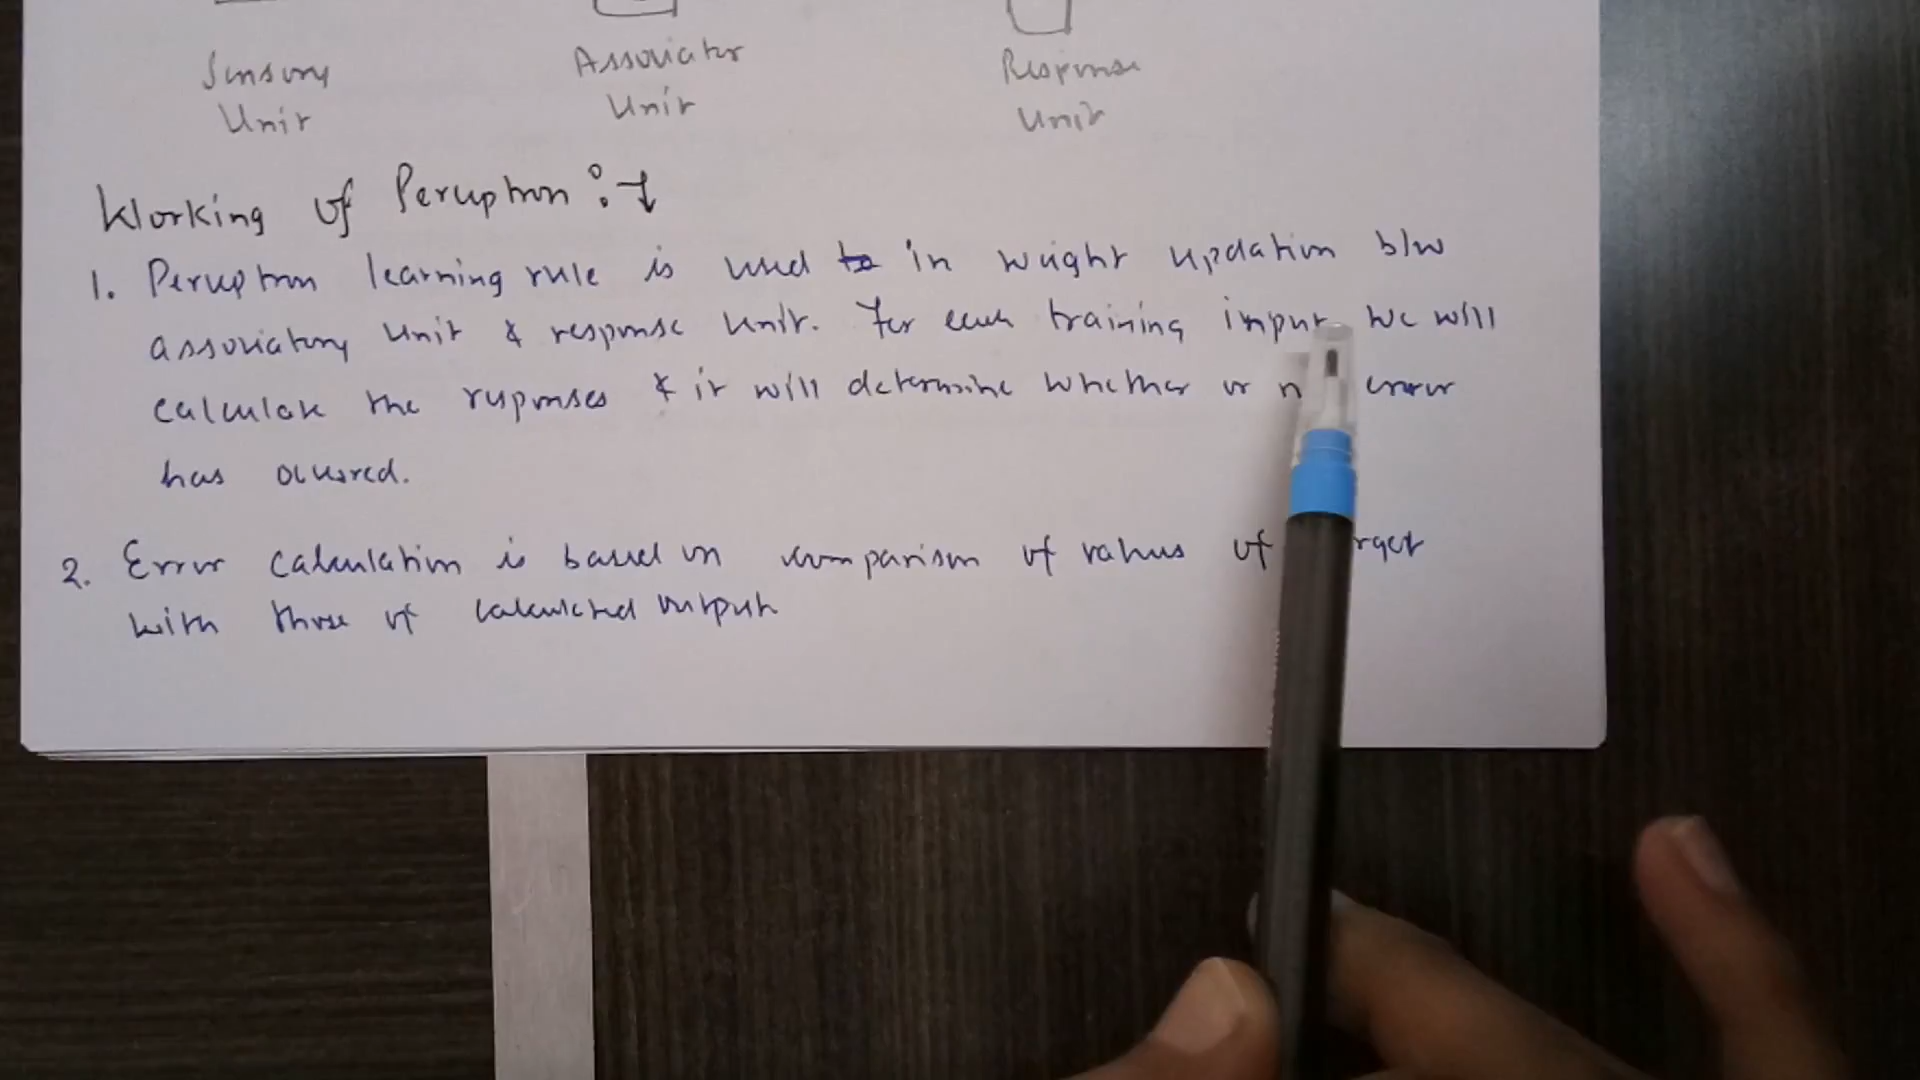 Sensory Associator Response
Unit Unit Unit
Working of Perceptron :-
1. Perceptron learning rule is used to in weight updation b/w
associatory unit & response unit. For each training input we will
calculate the responses & it will determine whether or error
has occured.
2. Error calculation is based on comparison of values of
with those of calculated output